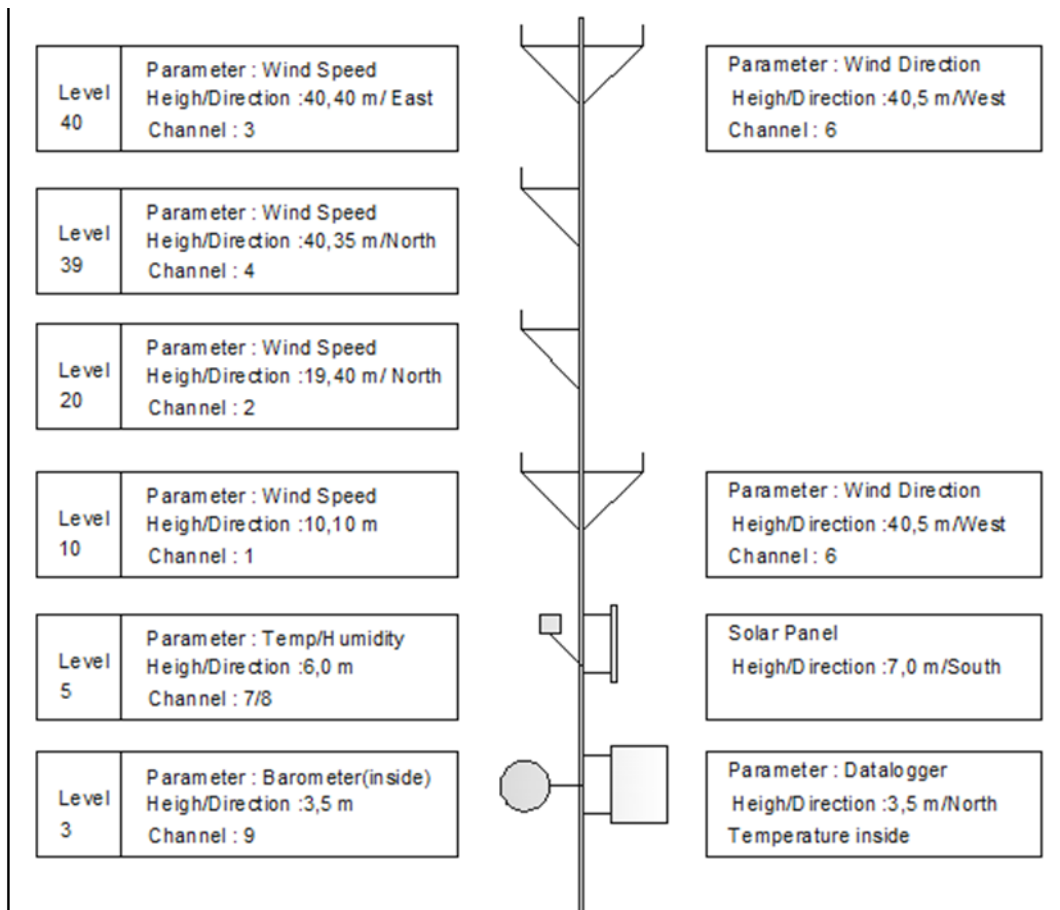 Level
40
Parameter : Wind Speed
Heigh/Direction :40,40 m/ East
Channel : 3
Parameter : Wind Direction
Heigh/Direction :40,5 m/West
Channel : 6
Level
39
Parameter : Wind Speed
Heigh/Direction :40,35 m/North
Channel : 4
Level
20
Parameter : Wind Speed
Heigh/Direction :19,40 m/ North
Channel : 2
Level
10
Parameter : Wind Speed
Heigh/Direction :10,10 m
Channel : 1
Parameter : Wind Direction
Heigh/Direction :40,5 m/West
Channel : 6
Level
5
Parameter : Temp/Humidity
Heigh/Direction :6,0 m
Channel : 7/8
Solar Panel
Heigh/Direction :7,0 m/South
Level
3
Parameter : Barometer(inside)
Heigh/Direction :3,5 m
Channel : 9
Parameter : Datalogger
Heigh/Direction :3,5 m/North
Temperature inside